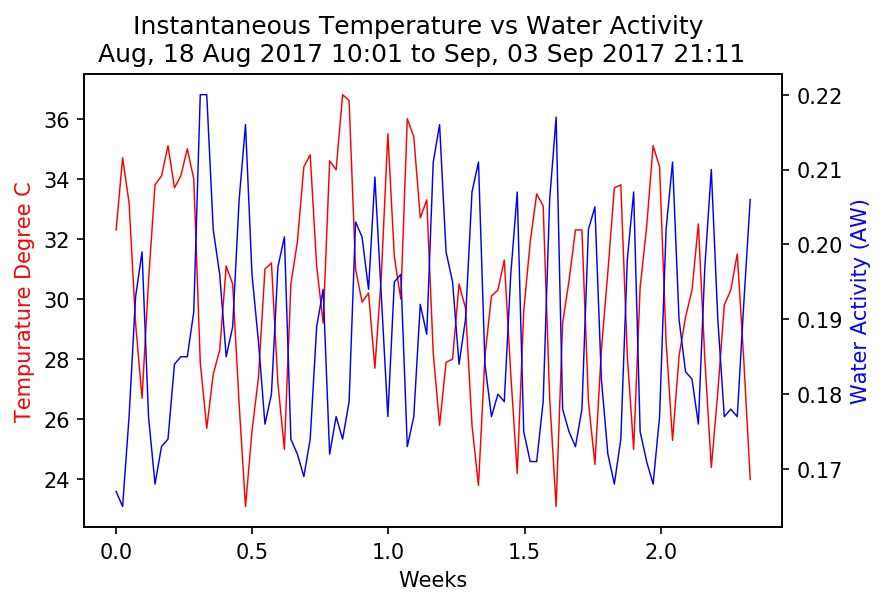 Instantaneous Temperature vs Water Activity
Aug, 18 Aug 2017 10:01 to Sep, 03 Sep 2017 21:11
Tempurature Degree C
36
34
32
30
28
26
24
0.22
0.21
0.20
0.19
0.18
0.17
Water Activity (AW)
0.0 0.5 1.0 1.5 2.0
Weeks